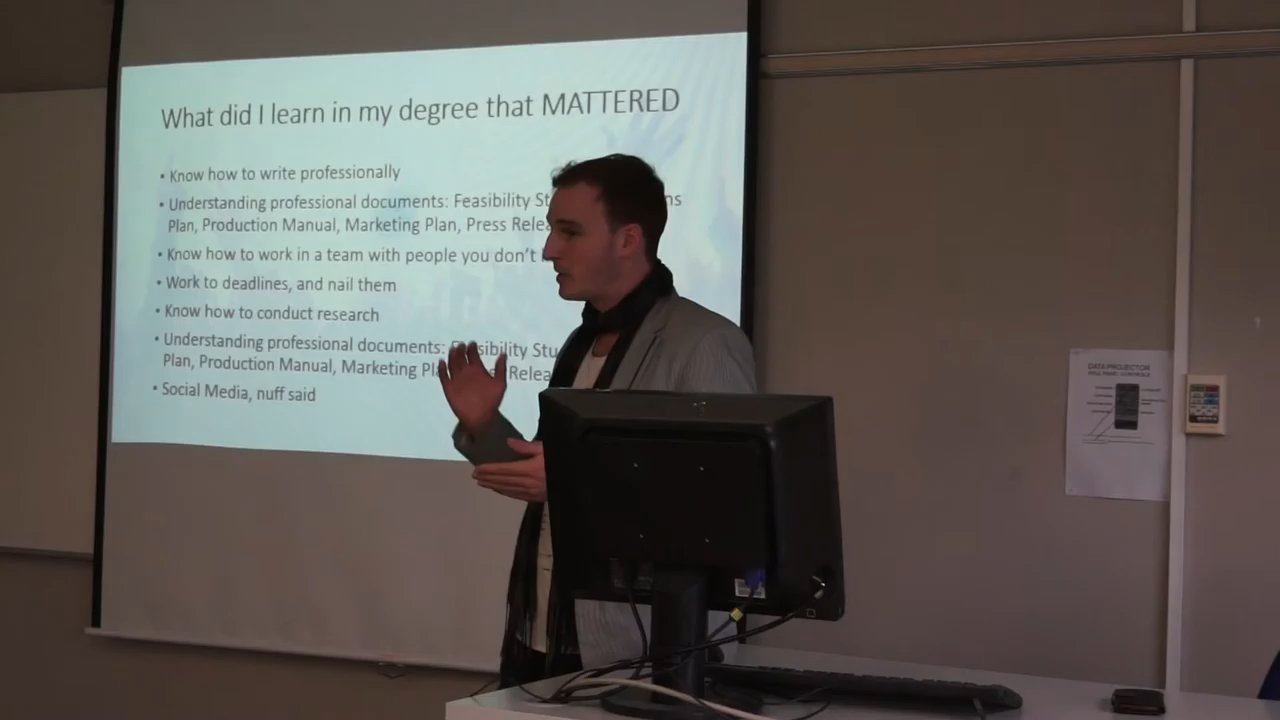 What did I learn in my degree that MATTERED
• Know how to write professionally
• Understanding professional documents: Feasibility
Plan, Production Manual, Marketing Plan, Press
• Know how to work in a team with people you don't
• Work to deadlines, and nail them
• Know how to conduct research
• Understanding professional documents:
Plan, Production Manual, Marketing
• Social Media, nuff said
DATA PROJECTOR
WALL PANEL CONTROLS